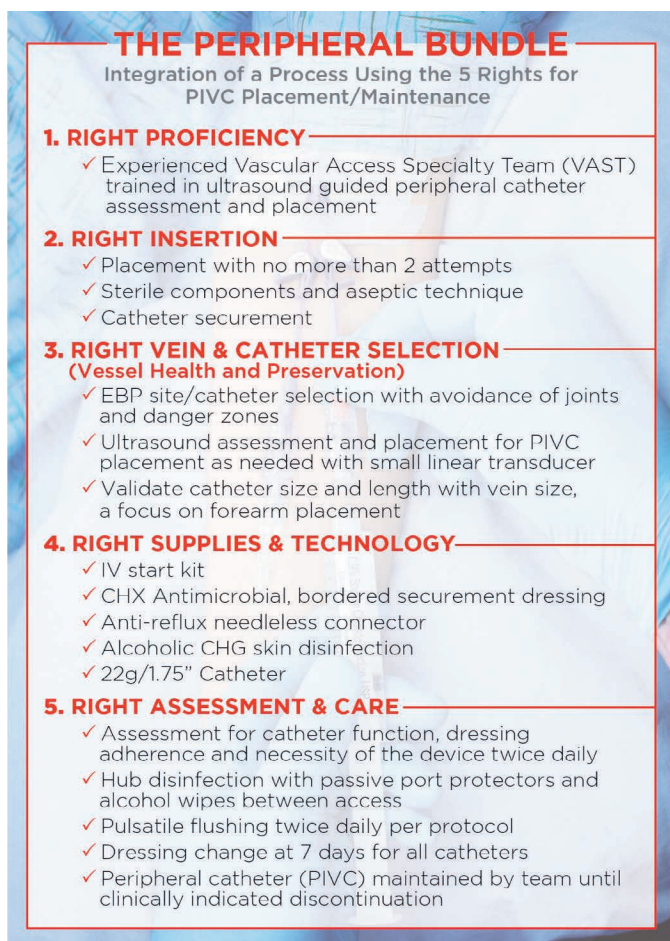 THE PERIPHERAL BUNDLE
Integration of a Process Using the 5 Rights for
PIVC Placement/Maintenance
1. RIGHT PROFICIENCY
✓ Experienced Vascular Access Specialty Team (VAST)
trained in ultrasound guided peripheral catheter
assessment and placement
2. RIGHT INSERTION
✓ Placement with no more than 2 attempts
✓ Sterile components and aseptic technique
✓ Catheter securement
3. RIGHT VEIN & CATHETER SELECTION
(Vessel Health and Preservation)
✓ EBP site/catheter selection with avoidance of joints
and danger zones
✓ Ultrasound assessment and placement for PIVC
placement as needed with small linear transducer
✓ Validate catheter size and length with vein size,
a focus on forearm placement
4. RIGHT SUPPLIES & TECHNOLOGY
✓ IV start kit
✓ CHX Antimicrobial, bordered securement dressing
✓ Anti-reflux needleless connector
✓ Alcoholic CHG skin disinfection
✓ 22g/1.75” Catheter
5. RIGHT ASSESSMENT & CARE
✓ Assessment for catheter function, dressing
adherence and necessity of the device twice daily
✓ Hub disinfection with passive port protectors and
alcohol wipes between access
✓ Pulsatile flushing twice daily per protocol
✓ Dressing change at 7 days for all catheters
✓ Peripheral catheter (PIVC) maintained by team until
clinically indicated discontinuation